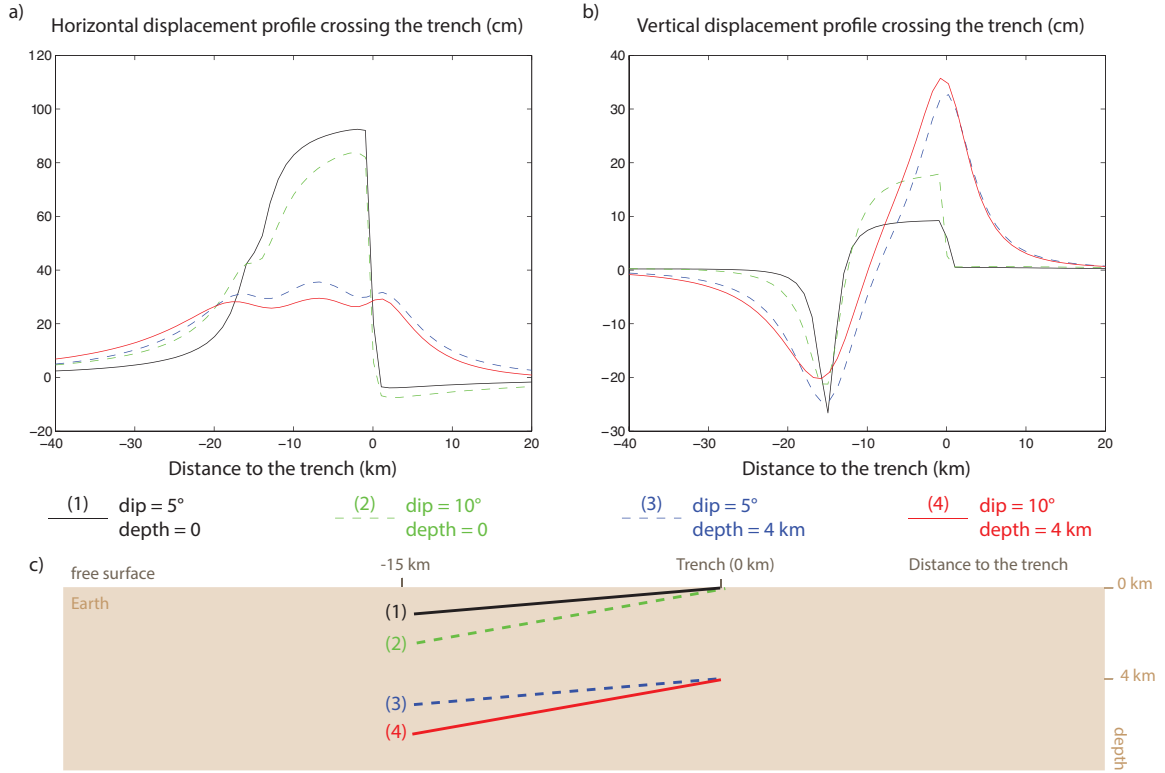 a)
Horizontal displacement profile crossing the trench (cm)
120
100
80
60
40
20
0
−20
−40
−30
−20
−10
0
10
20
Distance to the trench (km)
b)
Vertical displacement profile crossing the trench (cm)
40
30
20
10
0
−10
−20
−30
−40
−30
−20
−10
0
10
20
Distance to the trench (km)
(1)
dip = 5°
depth = 0
(2)
dip = 10°
depth = 0
(3)
dip = 5°
depth = 4 km
(4)
dip = 10°
depth = 4 km
c)
free surface
-15 km
Trench (0 km)
Distance to the trench
Earth
0 km
(1)
(2)
4 km
(3)
(4)
depth